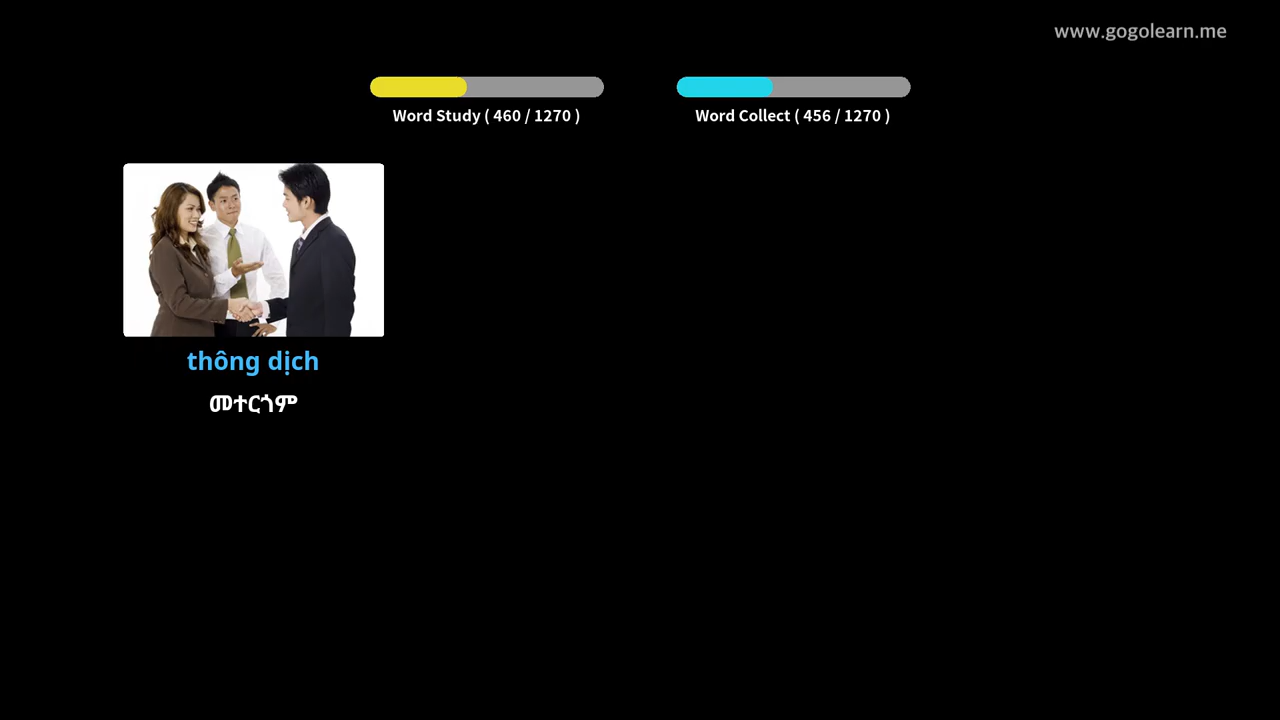 www.gogolearn.me
Word Study ( 460 / 1270 )
Word Collect ( 456 / 1270 )
thông dịch
መተርጎም